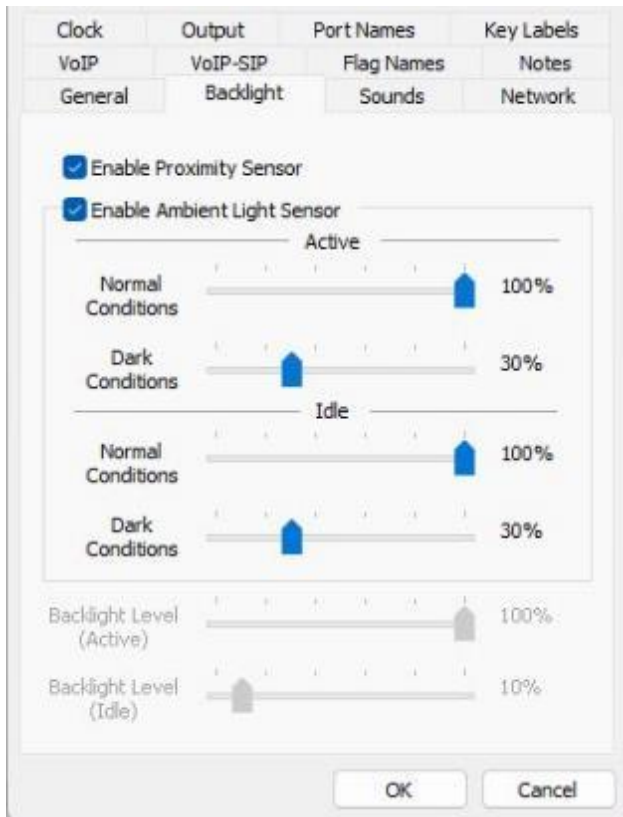 Clock Output Port Names Key Labels
VoIP VoIP-SIP Flag Names Notes
General Backlight Sounds Network
Enable Proximity Sensor
Enable Ambient Light Sensor
Active
Normal
Conditions
100%
Dark
Conditions
30%
Idle
Normal
Conditions
100%
Dark
Conditions
30%
Backlight Level
(Active)
100%
Backlight Level
(Idle)
10%
OK Cancel